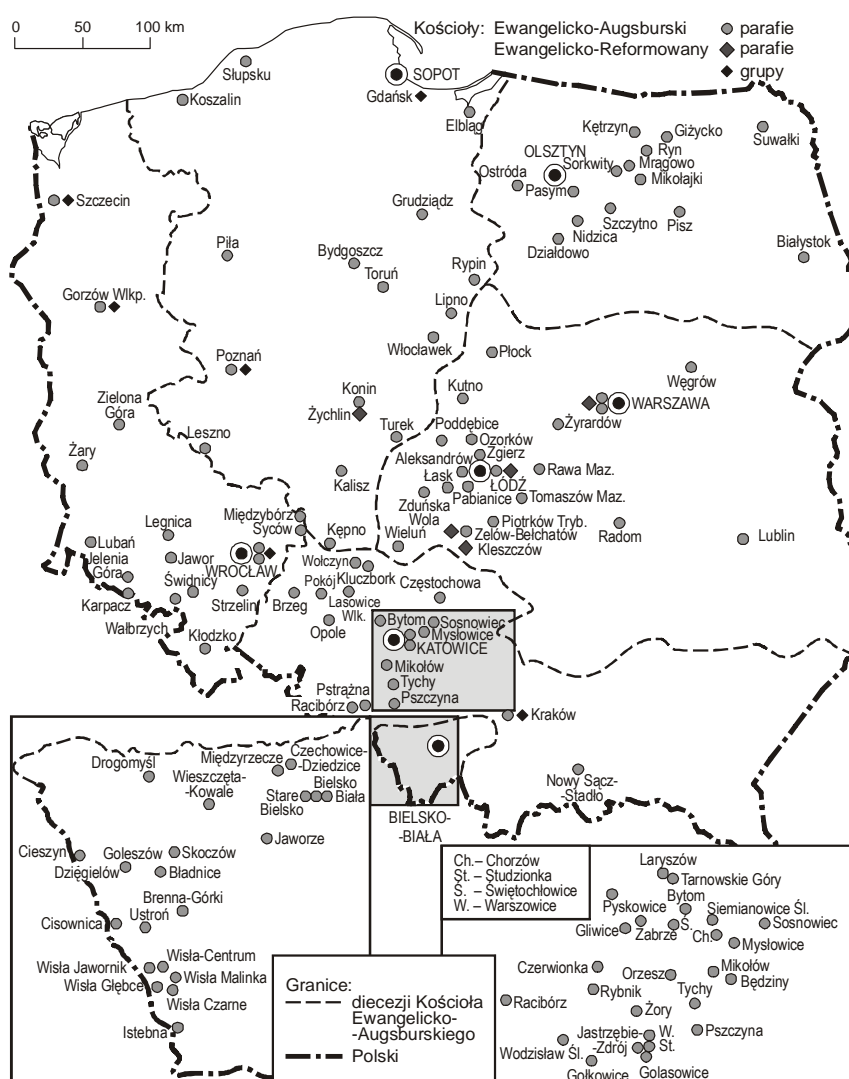 0 50 100 km
Kościoły: Ewangelicko-Augsburski parafie
Ewangelicko-Reformowany parafie
grupy
Słupsku
SOPOT
Koszalin
Gdańsk
Elbląg
Kętrzyn
Giżycko
Suwałki
OLSZTYN
Ryn
Sorkwity
Mrągowo
Ostróda
Mikołajki
Pasym
Szczecin
Grudziądz
Szczytno
Pisz
Nidzica
Działdowo
Białystok
Piła
Bydgoszcz
Toruń
Rypin
Gorzów Wlkp.
Lipno
Włocławek
Płock
Poznań
Węgrów
Konin
Kutno
WARSZAWA
Żychlin
Zielona
Góra
Żyrardów
Leszno
Turek
Poddębice
Ozorków
Zgierz
Aleksandrów
Żary
Kalisz
Łask
ŁÓDŹ
Rawa Maz.
Pabianice
Zduńska
Wola
Tomaszów Maz.
Międzybórz
Syców
Legnica
Kępno
Wieluń
Piotrków Tryb.
Zelów-Bełchatów
Kleszczów
Radom
Lublin
Lubań
Jelenia
Góra
Jawor
WROCŁAW
Wołczyn
Kluczbork
Świdnicy
Pokój
Częstochowa
Karpacz
Strzelin
Brzeg
Lasowice
Wlk.
Wałbrzych
Opole
Kłodzko
Bytom
Sosnowiec
Mysłowice
KATOWICE
Mikołów
Tychy
Pszczyna
Pstrążna
Racibórz
Kraków
Nowy Sącz-
-Stadło
BIELSKO-
-BIAŁA
Drogomyśl
Międzyrzecze
Czechowice-
-Dziedzice
Wieszczęta-
-Kowale
Bielsko
Stare
Bielsko
Biała
Jaworze
Cieszyn
Goleszów
Skoczów
Dzięgielów
Bładnice
Brenna-Górki
Cisownica
Ustroń
Wisła-Centrum
Wisła Jawornik
Wisła Malinka
Wisła Głębce
Wisła Czarne
Istebna
Granice:
diecezji Kościoła
Ewangelicko-
-Augsburskiego
Polski
Ch. – Chorzów
St. – Studzionka
Ś. – Świętochłowice
W. – Warszowice
Laryszów
Tarnowskie Góry
Bytom
Pyskowice
Siemianowice Śl.
Gliwice
Zabrze
Ś.
Ch.
Sosnowiec
Mysłowice
Czerwionka
Orzesz
Mikołów
Będziny
Rybnik
Tychy
Racibórz
Żory
Jastrzębie-
-Zdrój
W.
St.
Pszczyna
Wodzisław Śl.
Gołkowice
Golasowice